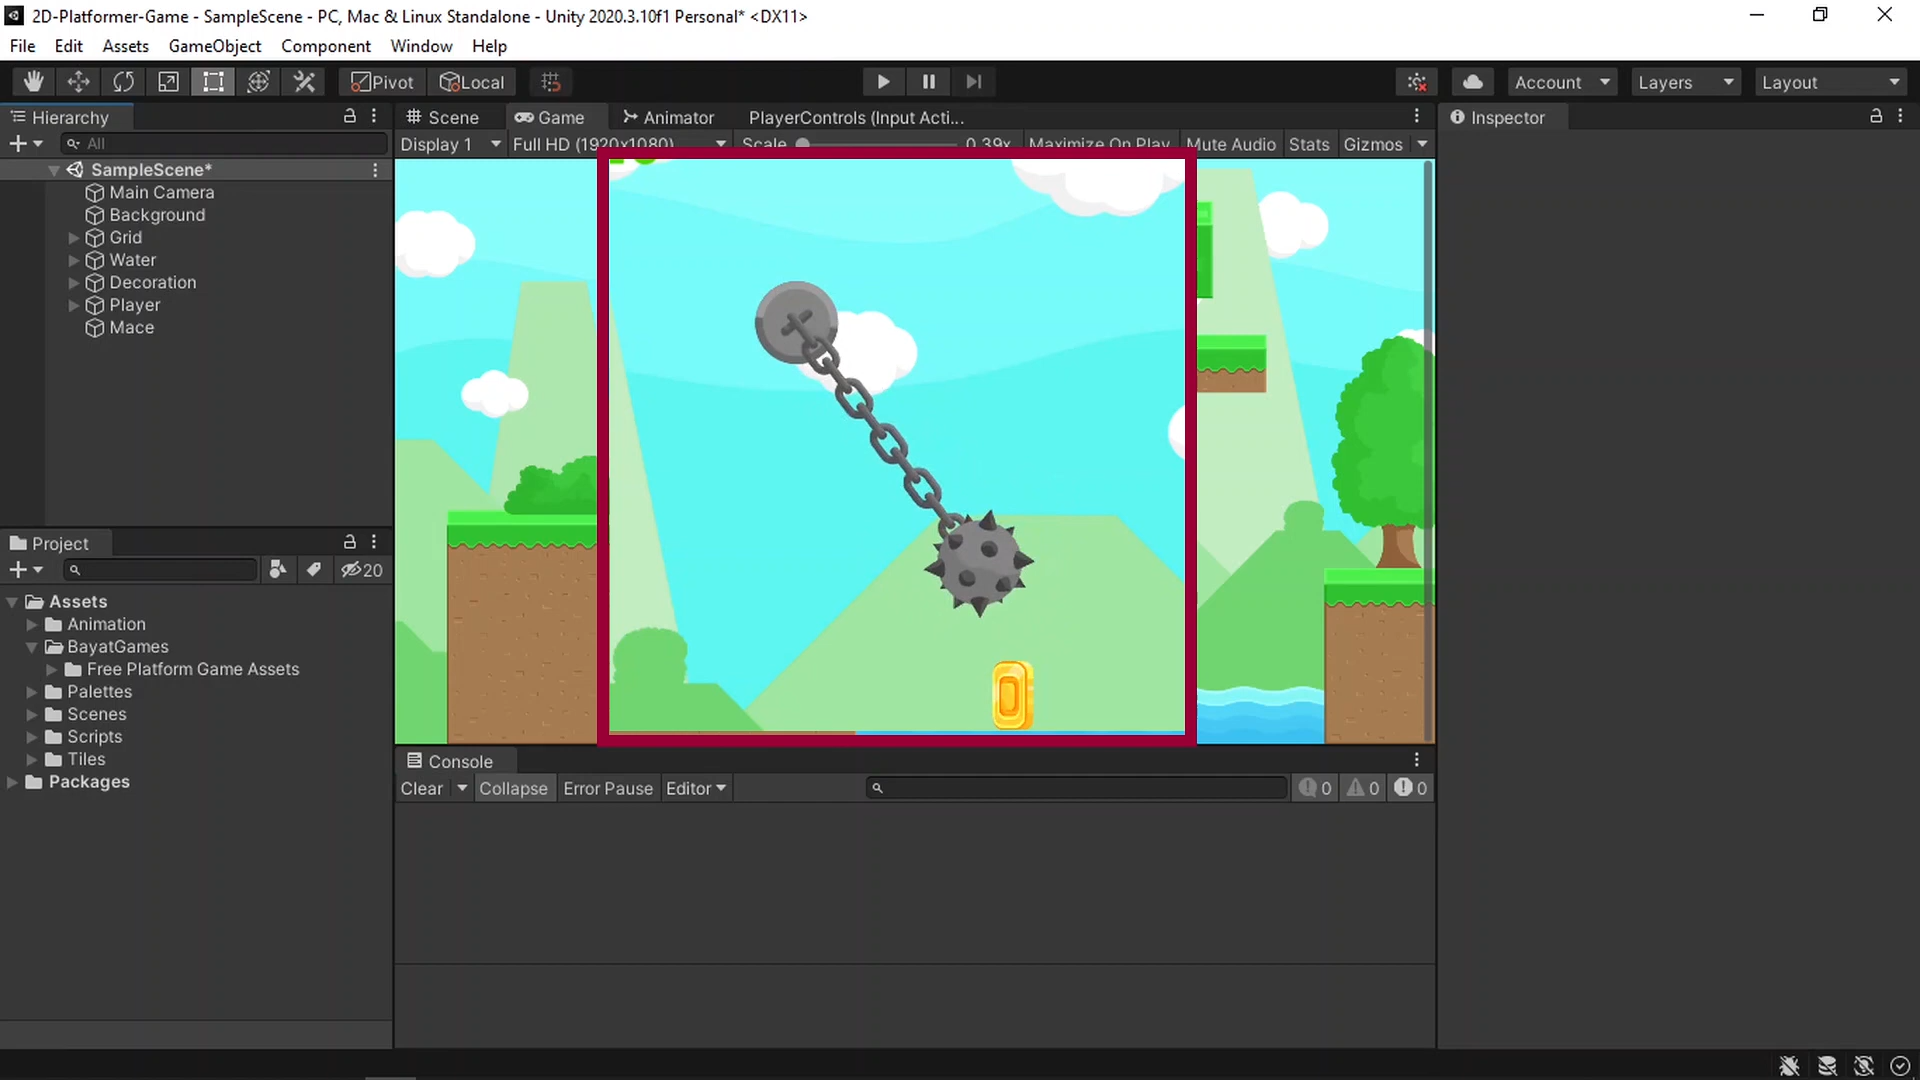 2D-Platformer-Game - SampleScene - PC, Mac & Linux Standalone - Unity 2020.3.10f1 Personal* <DX11>
File Edit Assets GameObject Component Window Help
Pivot Local Account Layers Layout
Hierarchy Scene Game Animator PlayerControls (Input Acti... Inspector
All Display 1 Full HD (1920x1080) Scale 0.39x Maximize On Play Mute Audio Stats Gizmos
SampleScene*
Main Camera
Background
Grid
Water
Decoration
Player
Mace
Project
20
Assets
Animation
BayatGames
Free Platform Game Assets
Palettes
Scenes
Scripts
Tiles
Packages
Console
Clear Collapse Error Pause Editor 0 0 0